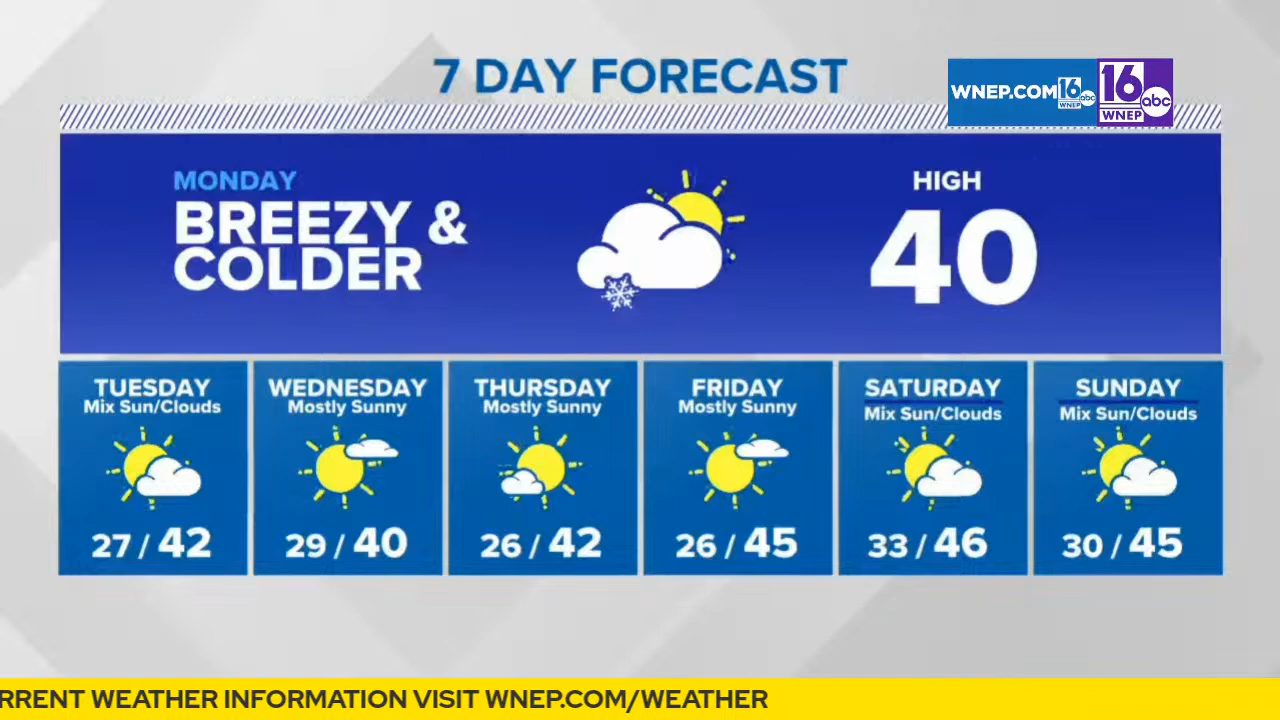 7 DAY FORECAST
WNEP.COM 16 abc WNEP
16 abc WNEP
MONDAY
BREEZY &
COLDER
HIGH
40
TUESDAY
Mix Sun/Clouds
27 / 42
WEDNESDAY
Mostly Sunny
29 / 40
THURSDAY
Mostly Sunny
26 / 42
FRIDAY
Mostly Sunny
26 / 45
SATURDAY
Mix Sun/Clouds
33 / 46
SUNDAY
Mix Sun/Clouds
30 / 45
RRENT WEATHER INFORMATION VISIT WNEP.COM/WEATHER